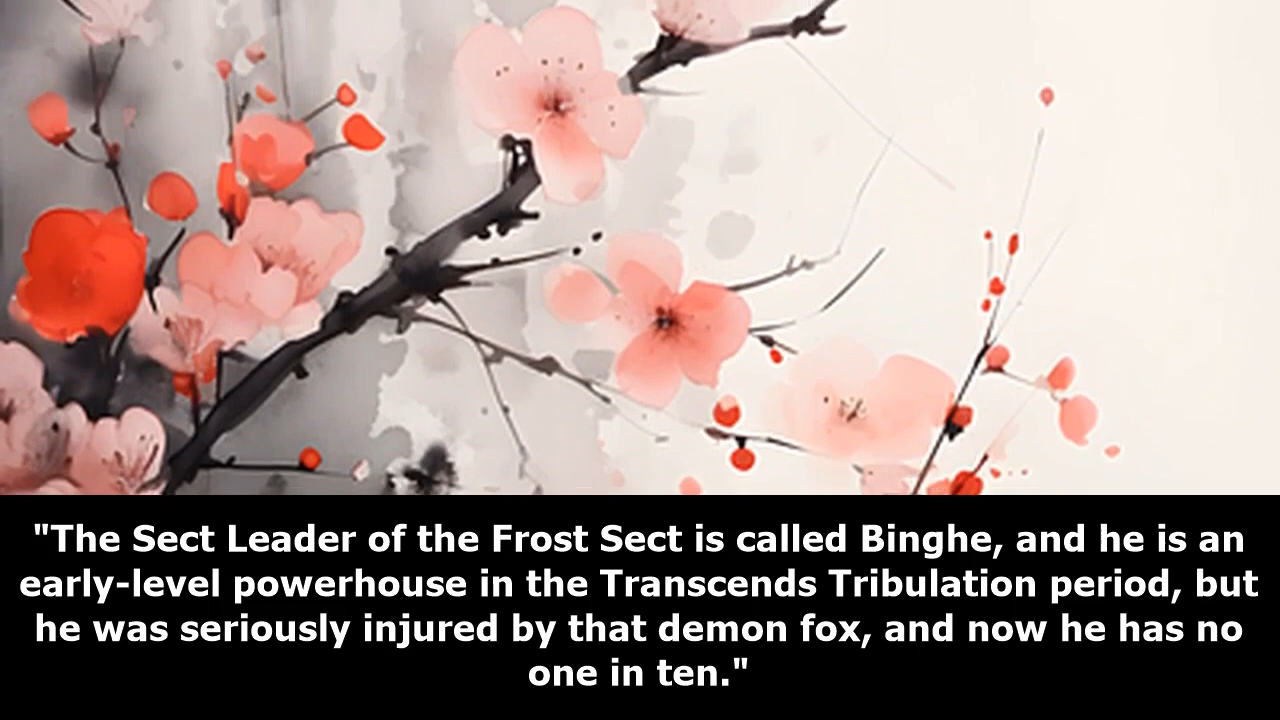 "The Sect Leader of the Frost Sect is called Binghe, and he is an
early-level powerhouse in the Transcends Tribulation period, but
he was seriously injured by that demon fox, and now he has no
one in ten."